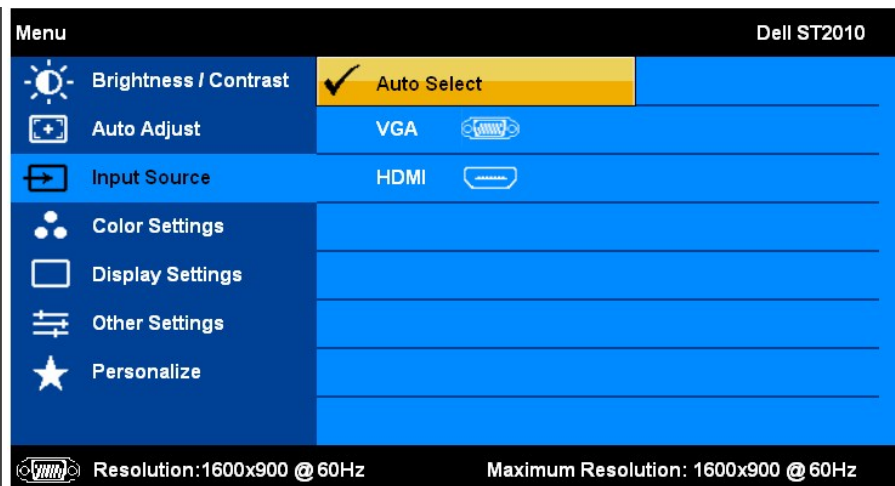 Menu Dell ST2010
Brightness / Contrast Auto Select
Auto Adjust VGA
Input Source HDMI
Color Settings
Display Settings
Other Settings
Personalize
Resolution:1600x900 @60Hz Maximum Resolution: 1600x900 @60Hz